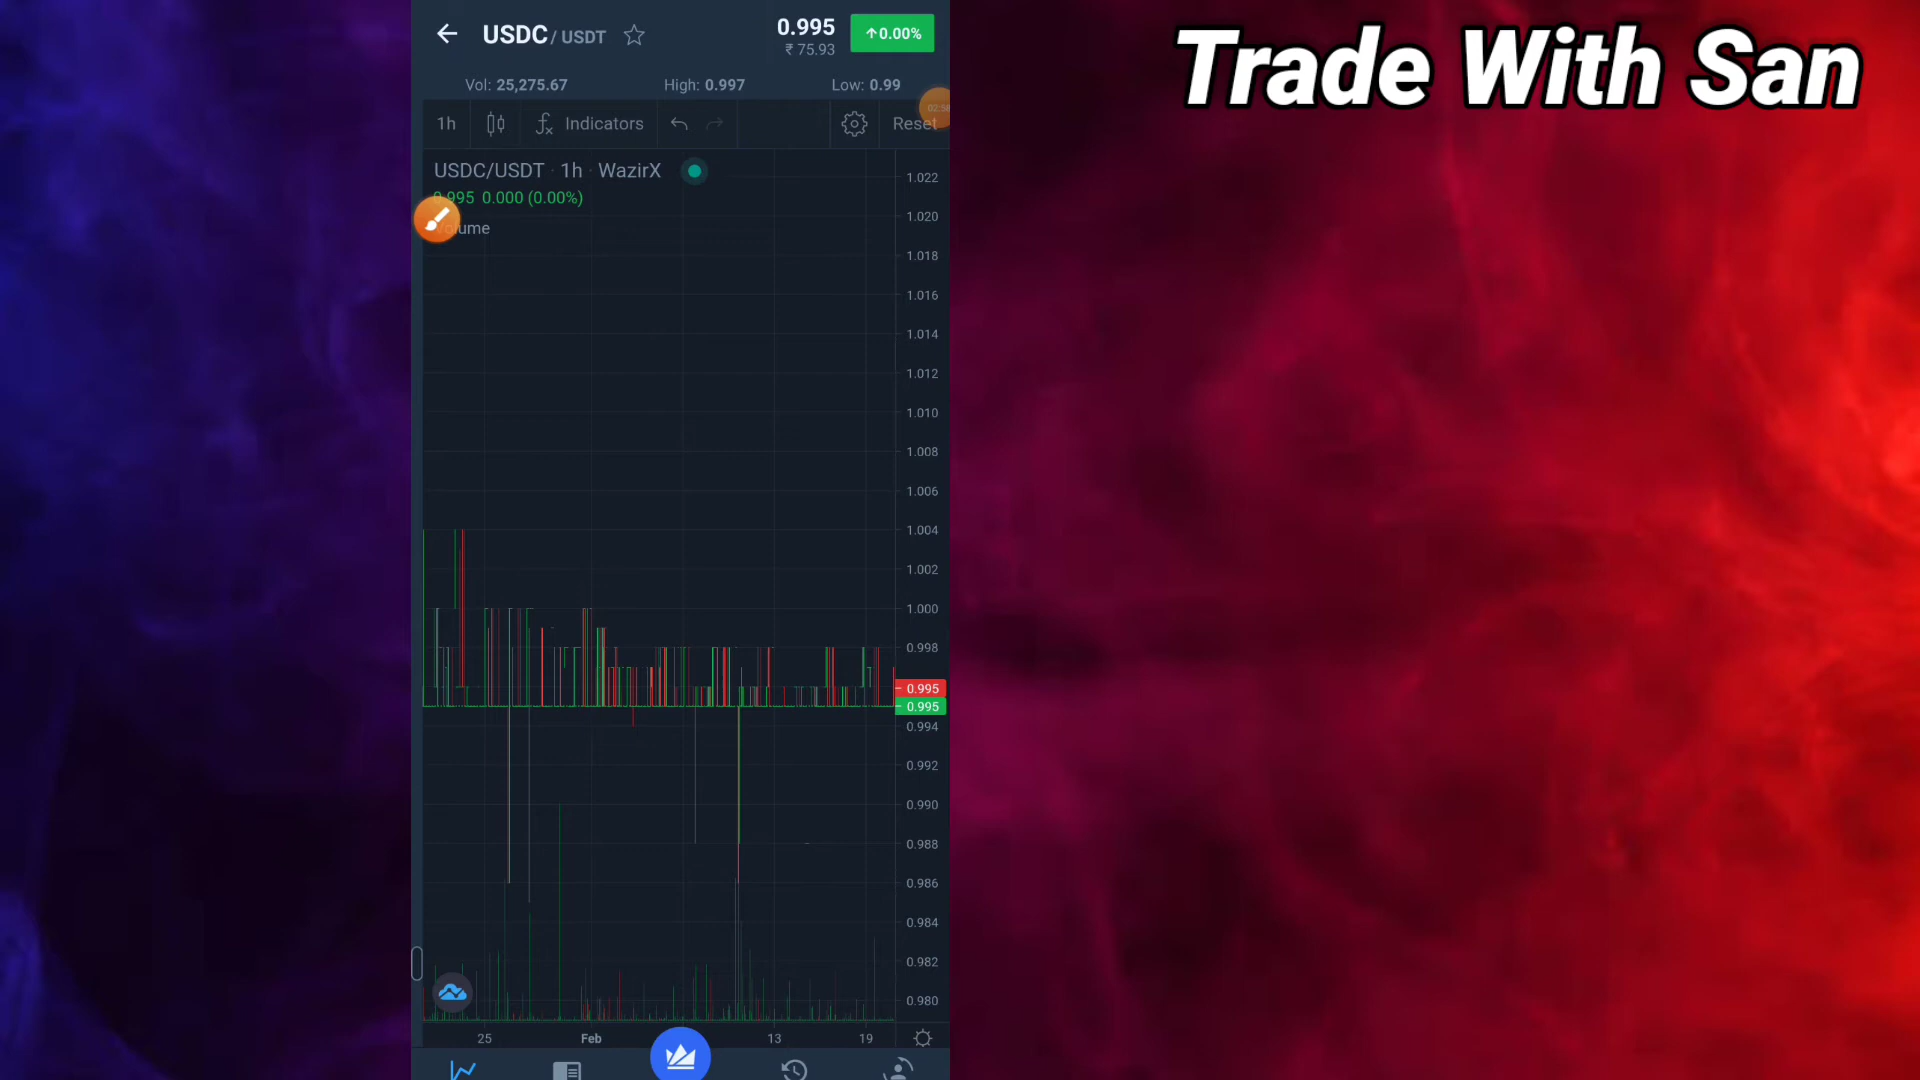 USDC / USDT
0.995
₹ 75.93
↑0.00%
Vol: 25,275.67
High: 0.997
Low: 0.99
Trade With San
1h
Indicators
Reset
USDC/USDT · 1h · WazirX
0.995 0.000 (0.00%)
1.022
1.020
1.018
1.016
1.014
1.012
1.010
1.008
1.006
1.004
1.002
1.000
0.998
0.995
0.995
0.994
0.992
0.990
0.988
0.986
0.984
0.982
0.980
25
Feb
13
19